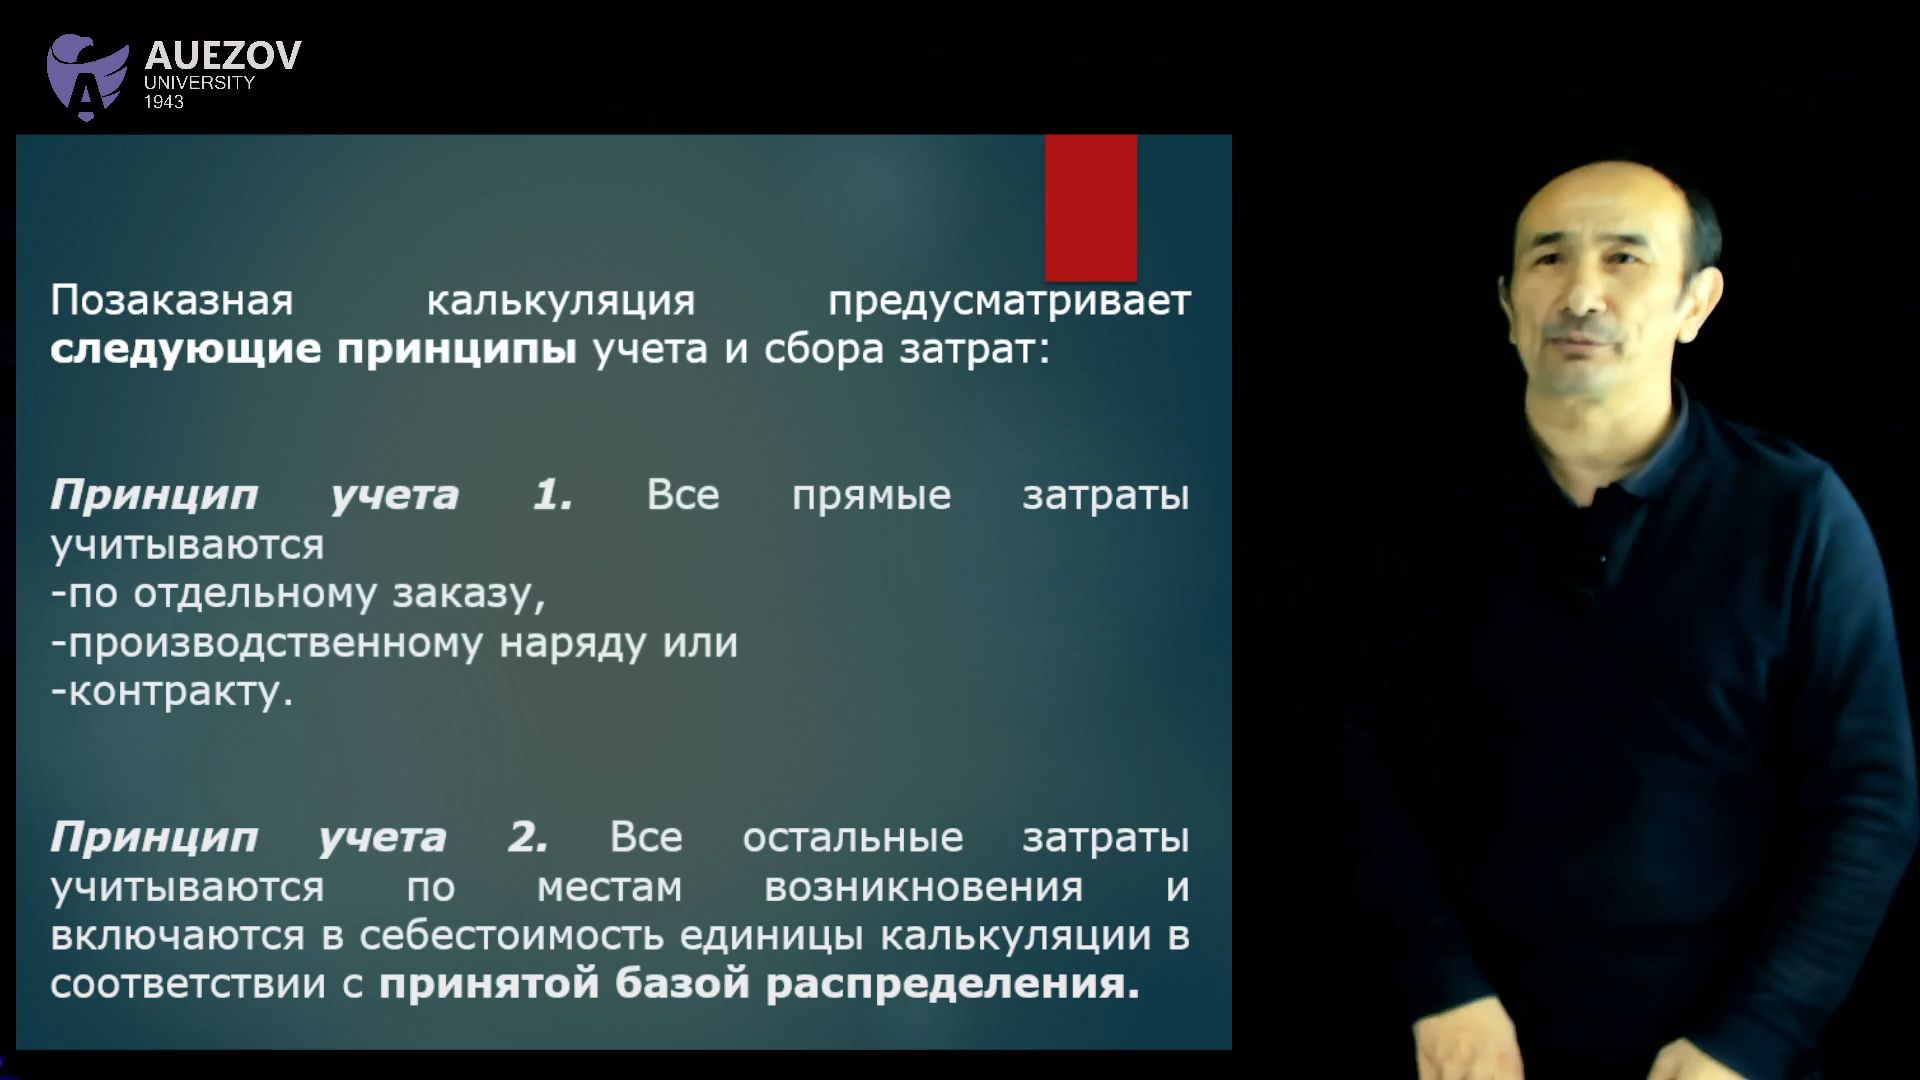 AUEZOV
UNIVERSITY
1943
Позаказная калькуляция предусматривает
следующие принципы учета и сбора затрат:
Принцип учета 1. Все прямые затраты
учитываются
-по отдельному заказу,
-производственному наряду или
-контракту.
Принцип учета 2. Все остальные затраты
учитываются по местам возникновения и
включаются в себестоимость единицы калькуляции в
соответствии с принятой базой распределения.